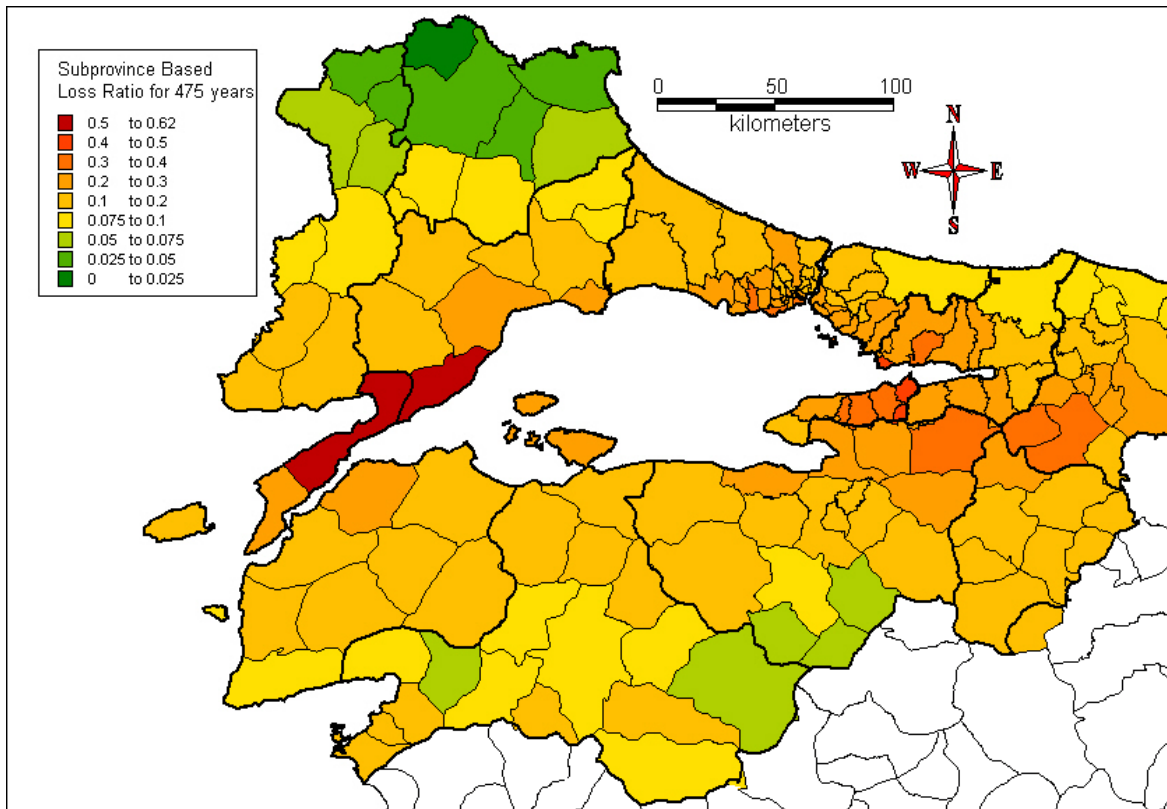 Subprovince Based
Loss Ratio for 475 years
0.5 to 0.62
0.4 to 0.5
0.3 to 0.4
0.2 to 0.3
0.1 to 0.2
0.075 to 0.1
0.05 to 0.075
0.025 to 0.05
0 to 0.025
0 50 100
kilometers
N
W E
S